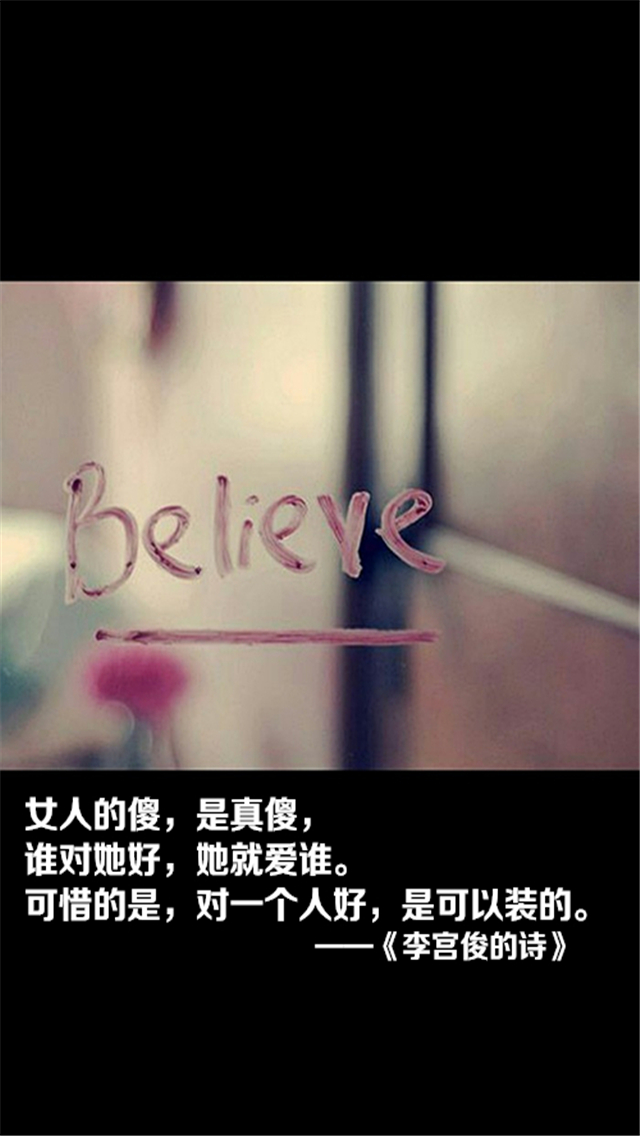 Believe
女人的傻，是真傻，
谁对她好，她就爱谁。
可惜的是，对一个人好，是可以装的。
——《李宫俊的诗》